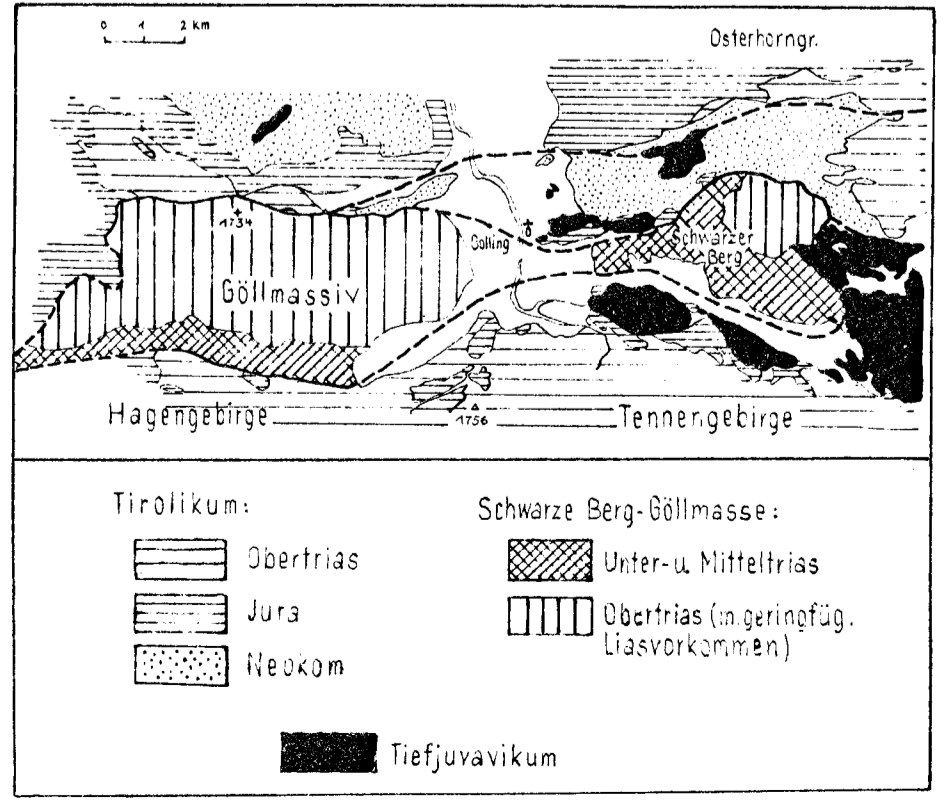 0 1 2 km
Osterhorngr.
1734
Golling
Schwarzer
Berg
Göllmassiv
Hagengebirge
1756
Tennengebirge
Tirolikum:
Obertrias
Jura
Neokom
Schwarze Berg-Göllmasse:
Unter-u. Mitteltrias
Obertrias (m.geringfüg.
Liasvorkommen)
Tiefjuvavikum